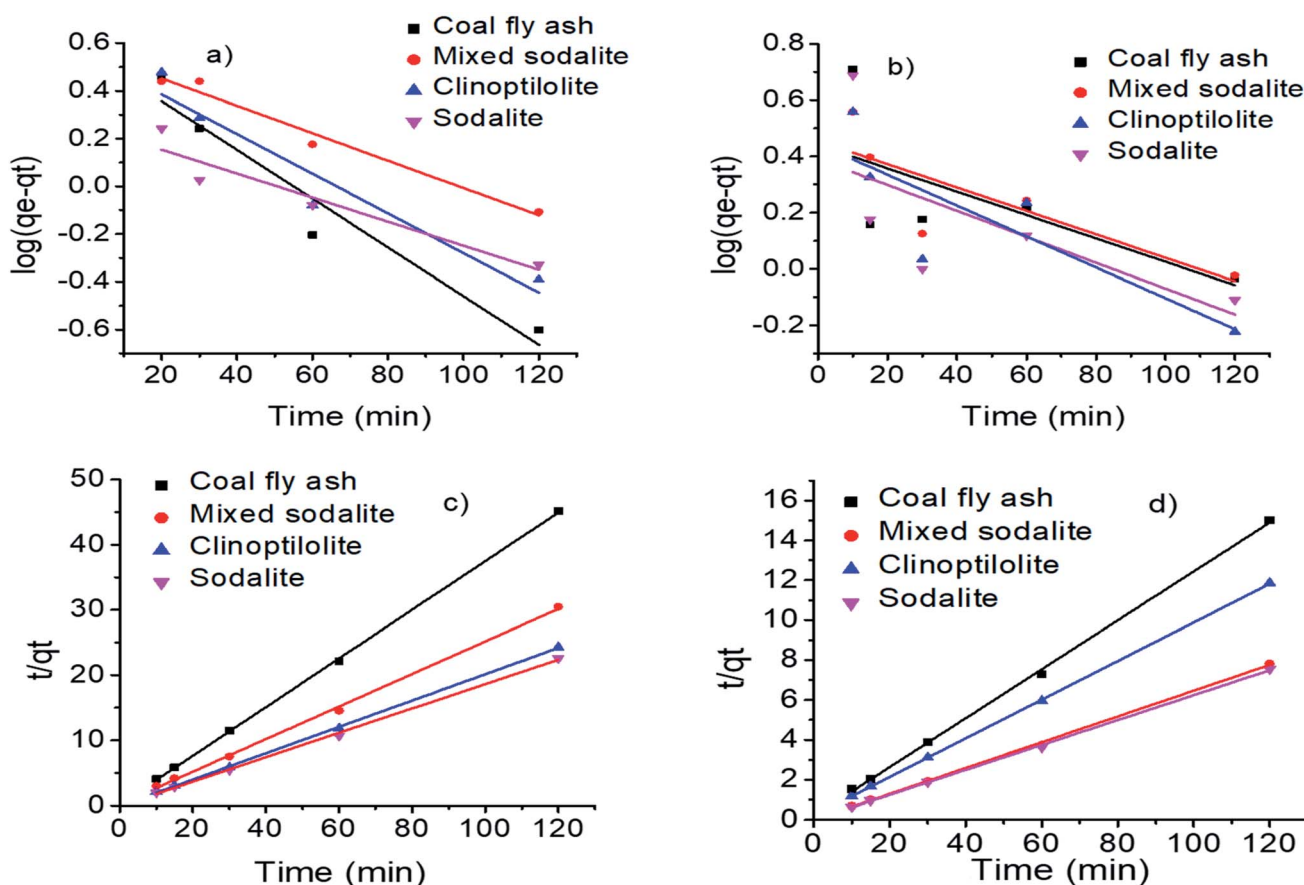 a)
Coal fly ash
Mixed sodalite
Clinoptilolite
Sodalite
log(qe-qt)
0.6
0.4
0.2
0.0
-0.2
-0.4
-0.6
20 40 60 80 100 120
Time (min)
b)
Coal fly ash
Mixed sodalite
Clinoptilolite
Sodalite
log(qe-qt)
0.8
0.6
0.4
0.2
0.0
-0.2
0 20 40 60 80 100 120
Time (min)
c)
Coal fly ash
Mixed sodalite
Clinoptilolite
Sodalite
t/qt
50
40
30
20
10
0
0 20 40 60 80 100 120
Time (min)
d)
Coal fly ash
Mixed sodalite
Clinoptilolite
Sodalite
t/qt
16
14
12
10
8
6
4
2
0
0 20 40 60 80 100 120
Time (min)